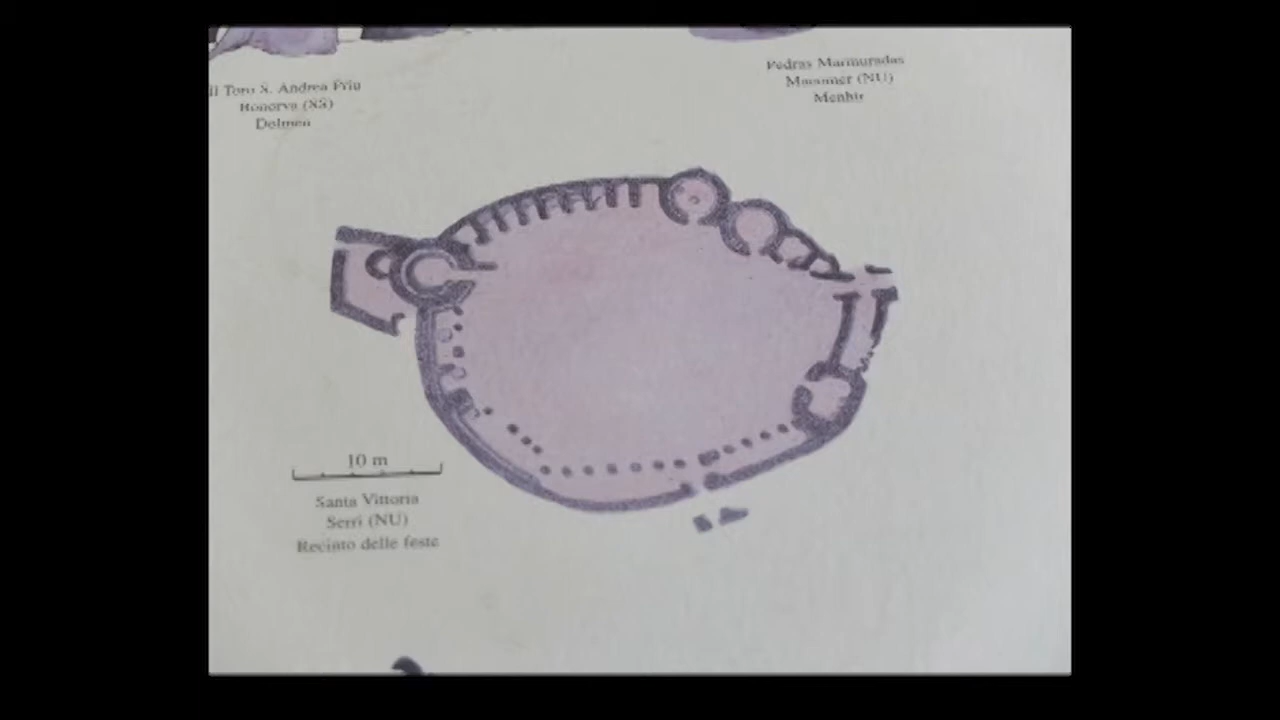 Il Toro S. Andrea Priu
Bonorva (SS)
Dolmen
Pedras Marmuradas
Macomer (NU)
Menhir
10 m
Santa Vittoria
Serri (NU)
Recinto delle feste